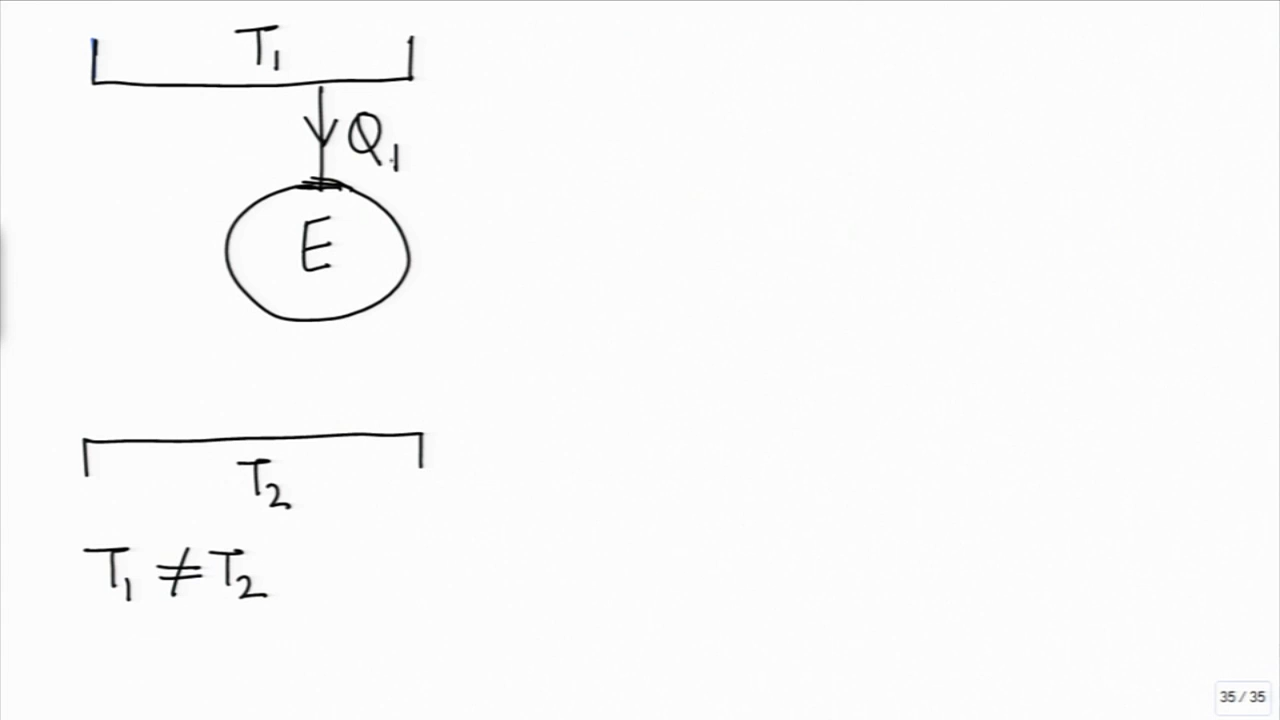 T₁
Q₁
E
T₂
T₁ ≠ T₂
35 / 35